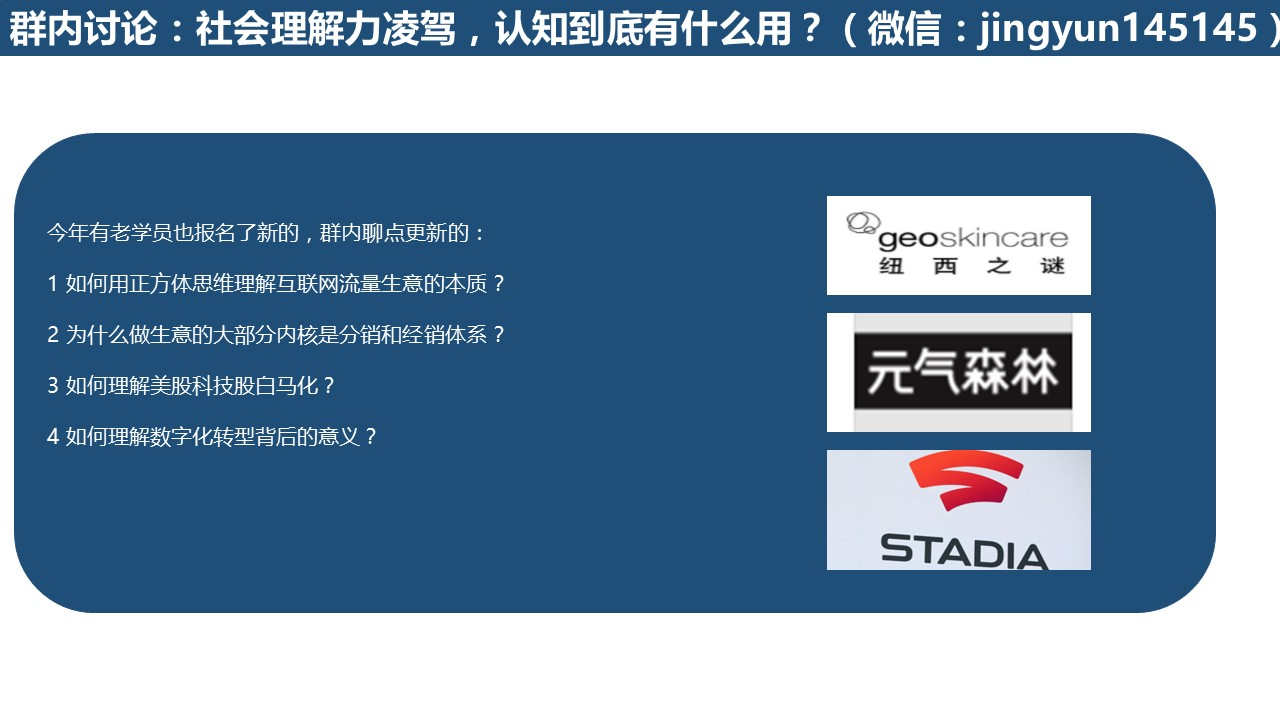 群内讨论：社会理解力凌驾，认知到底有什么用？（微信：jingyun145145）
今年有老学员也报名了新的，群内聊点更新的：
1 如何用正方体思维理解互联网流量生意的本质？
2 为什么做生意的大部分内核是分销和经销体系？
3 如何理解美股科技股白马化？
4 如何理解数字化转型背后的意义？
geoskincare
纽西之谜
元气森林
STADIA